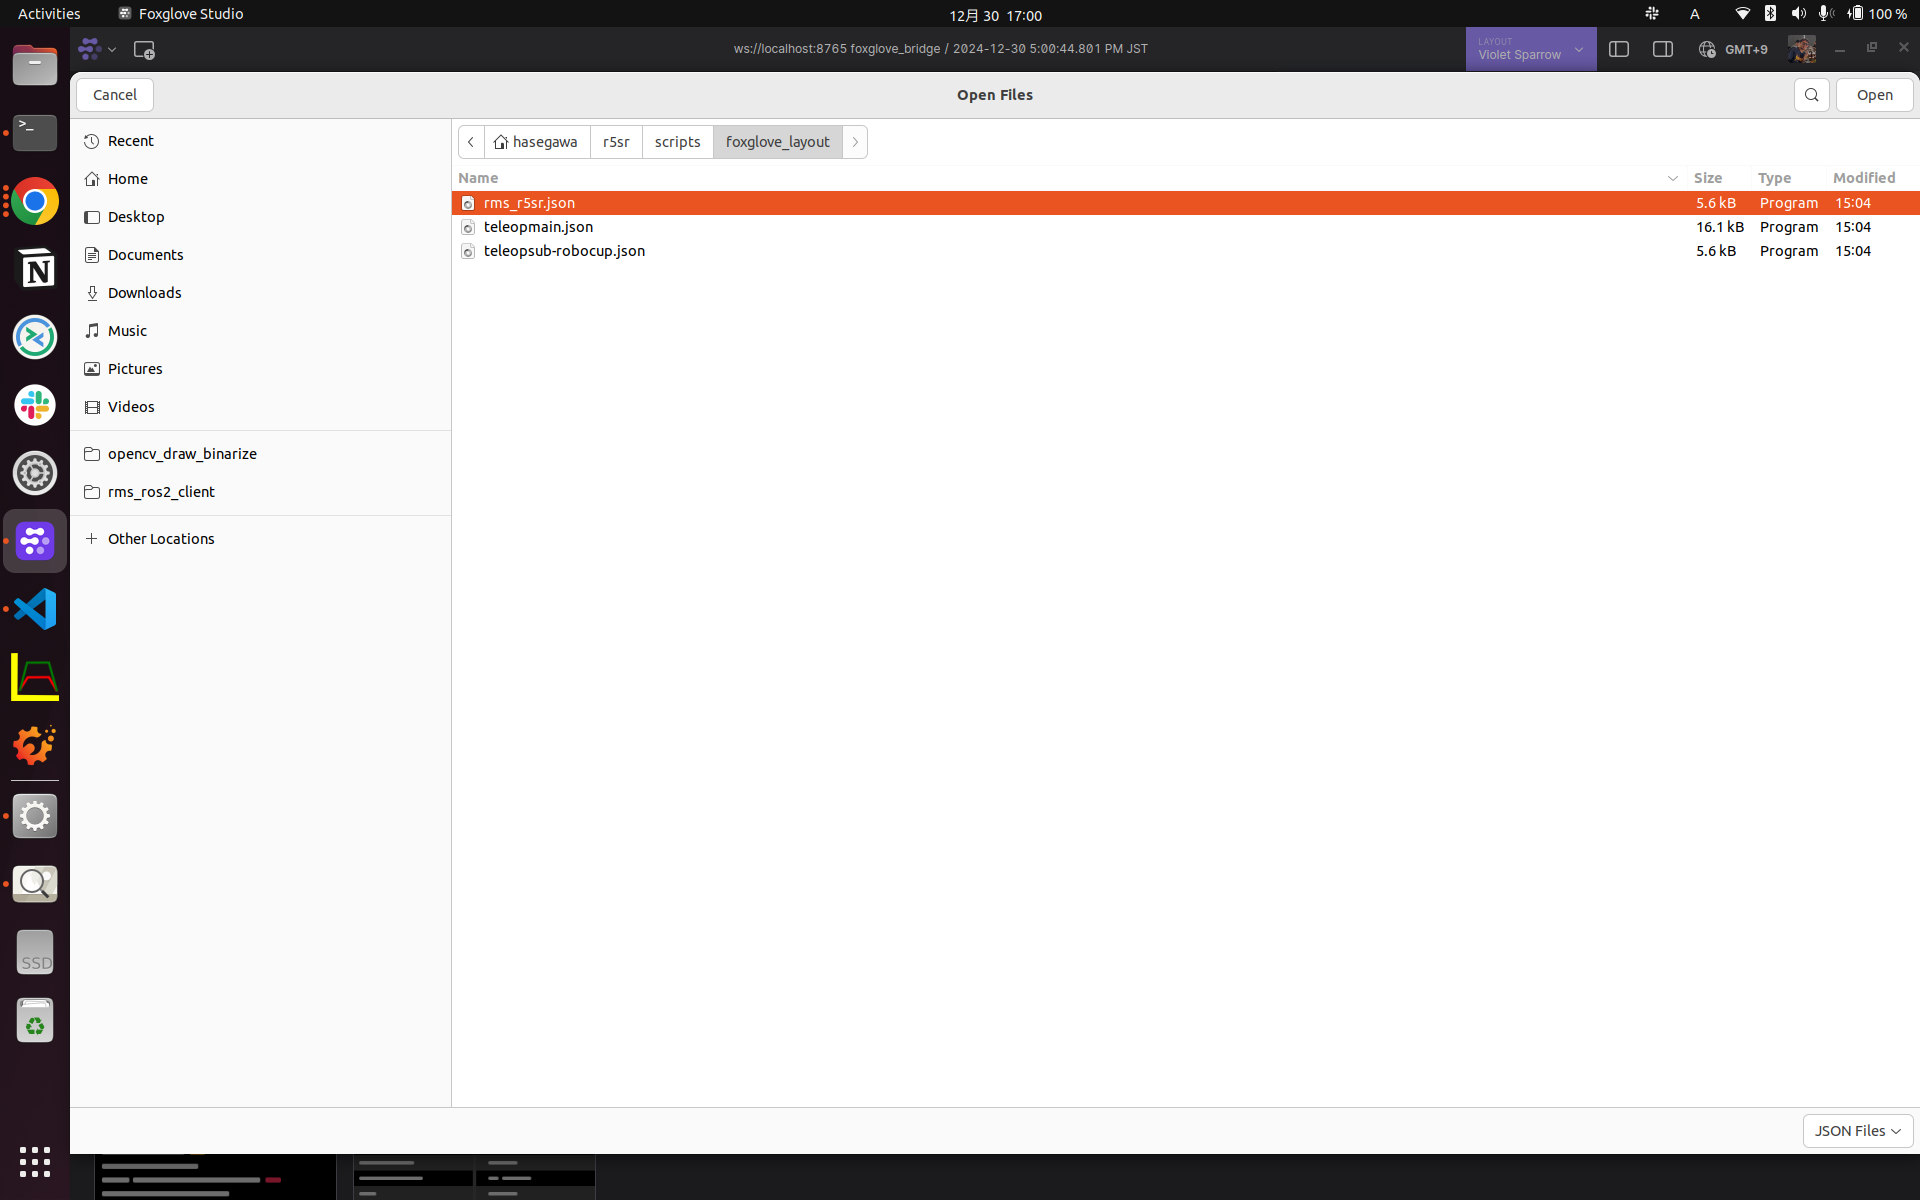 Activities
Foxglove Studio
12月 30 17:00
A
100 %
ws://localhost:8765 foxglove_bridge / 2024-12-30 5:00:44.801 PM JST
LAYOUT
Violet Sparrow
GMT+9
Cancel
Open Files
Open
Recent
Home
Desktop
Documents
Downloads
Music
Pictures
Videos
opencv_draw_binarize
rms_ros2_client
Other Locations
hasegawa
r5sr
scripts
foxglove_layout
Name Size Type Modified
rms_r5sr.json 5.6 kB Program 15:04
teleopmain.json 16.1 kB Program 15:04
teleopsub-robocup.json 5.6 kB Program 15:04
JSON Files
>_
N
SSD